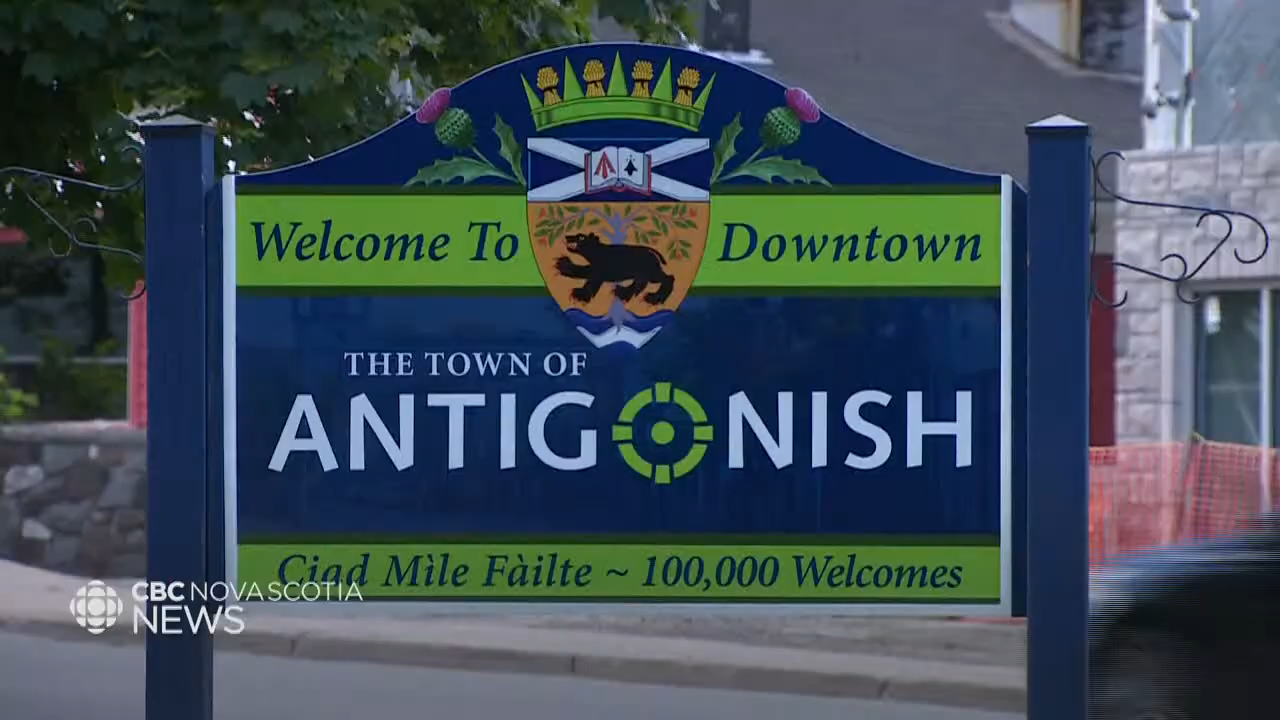 Welcome To Downtown
THE TOWN OF
ANTIGONISH
Ciad Mìle Fàilte ~ 100,000 Welcomes
CBC NOVA SCOTIA
NEWS